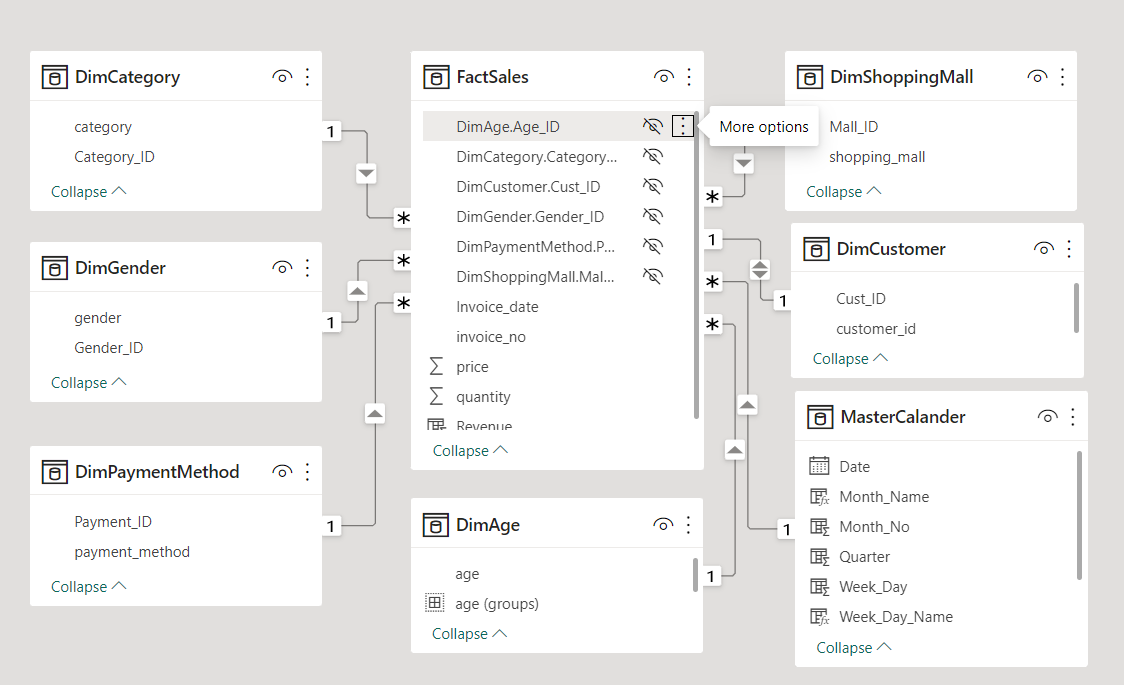 DimCategory
category
Category_ID
Collapse
DimGender
gender
Gender_ID
Collapse
DimPaymentMethod
Payment_ID
payment_method
Collapse
FactSales
DimAge.Age_ID
More options
DimCategory.Category...
DimCustomer.Cust_ID
DimGender.Gender_ID
DimPaymentMethod.P...
DimShoppingMall.Mal...
Invoice_date
invoice_no
price
quantity
Revenue
Collapse
DimAge
age
age (groups)
Collapse
DimShoppingMall
Mall_ID
shopping_mall
Collapse
DimCustomer
Cust_ID
customer_id
Collapse
MasterCalander
Date
Month_Name
Month_No
Quarter
Week_Day
Week_Day_Name
Collapse
1
*
*
1
*
1
*
1
*
1
*
1
1